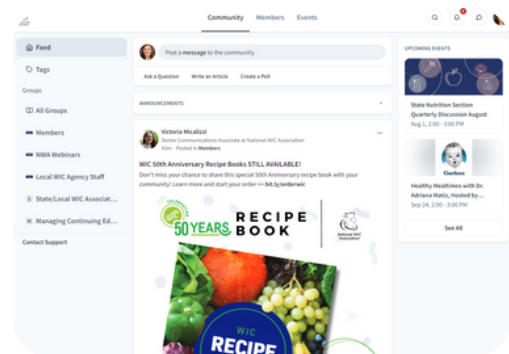 Community
Members
Events
Feed
Tags
Groups
All Groups
Members
NWA Webinars
Local WIC Agency Staff
State/Local WIC Associat...
Managing Continuing Ed...
Contact Support
Post a message to the community
Ask a Question
Write an Article
Create a Poll
ANNOUNCEMENTS
Victoria Micalizzi
Senior Communications Associate at National WIC Association
43m · Posted in Members
WIC 50th Anniversary Recipe Books STILL AVAILABLE!
Don't miss your chance to share this special 50th Anniversary recipe book with your
community! Learn more and start your order >> bit.ly/orderwic
CELEBRATING
50 YEARS
RECIPE
BOOK
National WIC
Association
WIC
RECIPE
UPCOMING EVENTS
State Nutrition Section
Quarterly Discussion August
Aug 1, 2:00 - 3:00 PM
Gerber
Healthy Mealtimes with Dr.
Adriana Matiz, Hosted by...
Sep 24, 2:00 - 3:00 PM
See All